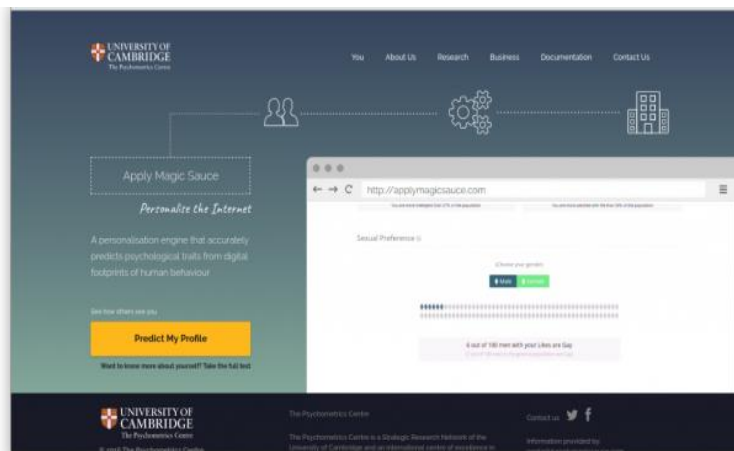 UNIVERSITY OF
CAMBRIDGE
The Psychometrics Centre
You About Us Research Business Documentation Contact Us
Apply Magic Sauce
Personalise the Internet
A personalisation engine that accurately
predicts psychological traits from digital
footprints of human behaviour
See how others see you
Predict My Profile
Want to know more about yourself? Take the full test
http://applymagicsauce.com
Sexual Preference
Choose your gender:
Male
6 out of 100 men with your Likes are Gay
UNIVERSITY OF
CAMBRIDGE
The Psychometrics Centre
The Psychometrics Centre
The Psychometrics Centre is a Strategic Research Network of the
University of Cambridge and an international centre of excellence in
Contact us
Information provided by